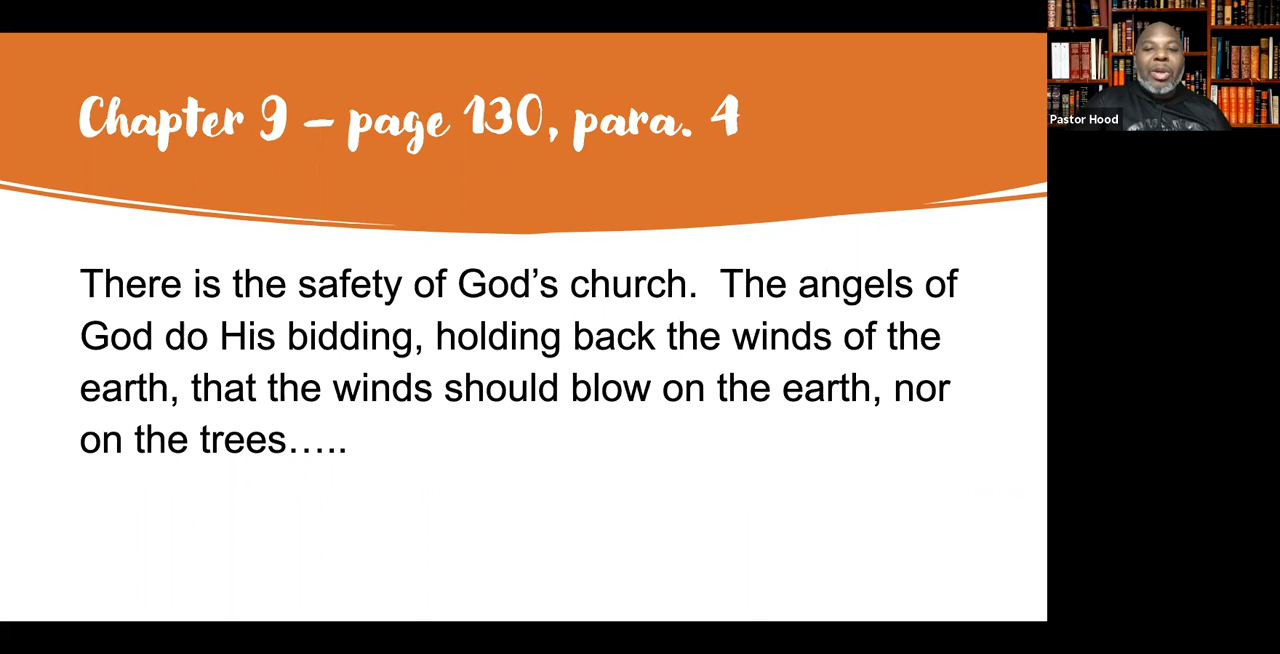 Chapter 9 – page 130, para. 4
There is the safety of God’s church.  The angels of
God do His bidding, holding back the winds of the
earth, that the winds should blow on the earth, nor
on the trees…..
Pastor Hood